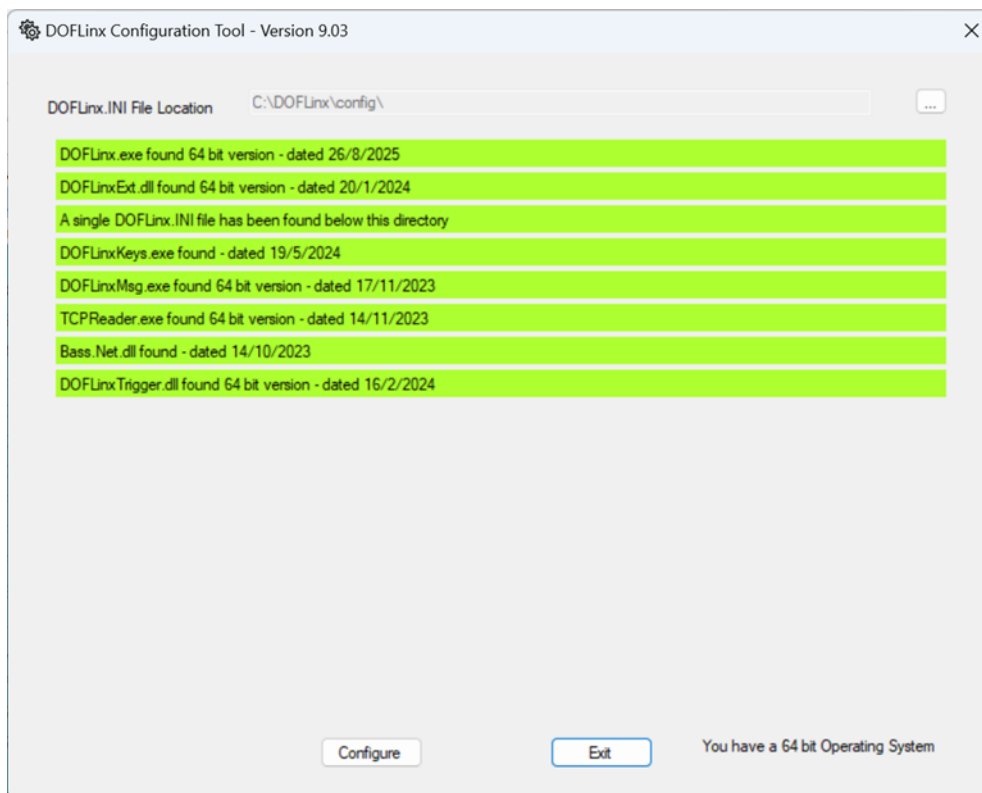 DOFLinx Configuration Tool - Version 9.03
DOFLinx.INI File Location C:\DOFLinx\config\ ...
DOFLinx.exe found 64 bit version - dated 26/8/2025
DOFLinxExt.dll found 64 bit version - dated 20/1/2024
A single DOFLinx.INI file has been found below this directory
DOFLinxKeys.exe found - dated 19/5/2024
DOFLinxMsg.exe found 64 bit version - dated 17/11/2023
TCPReader.exe found 64 bit version - dated 14/11/2023
Bass.Net.dll found - dated 14/10/2023
DOFLinxTrigger.dll found 64 bit version - dated 16/2/2024
Configure Exit You have a 64 bit Operating System